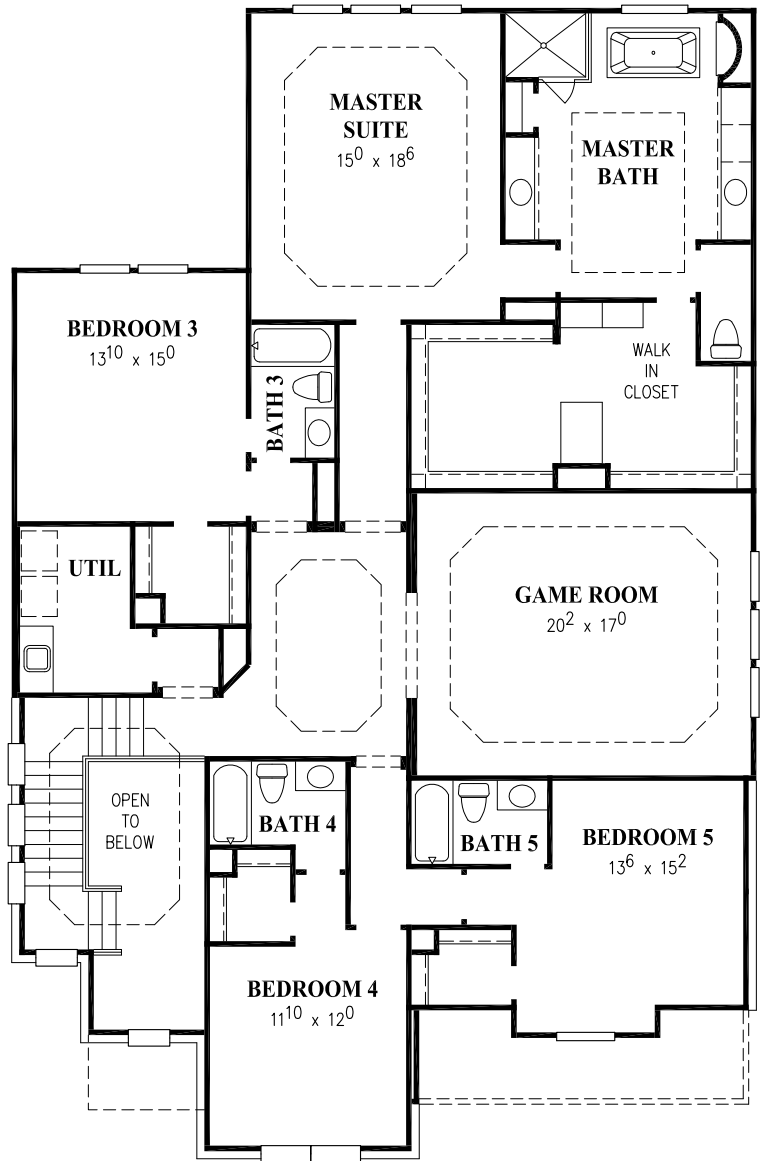 MASTER
SUITE
15⁰ x 18⁶
MASTER
BATH
BEDROOM 3
13¹⁰ x 15⁰
BATH 3
WALK
IN
CLOSET
UTIL
GAME ROOM
20² x 17⁰
OPEN
TO
BELOW
BATH 4
BATH 5
BEDROOM 5
13⁶ x 15²
BEDROOM 4
11¹⁰ x 12⁰